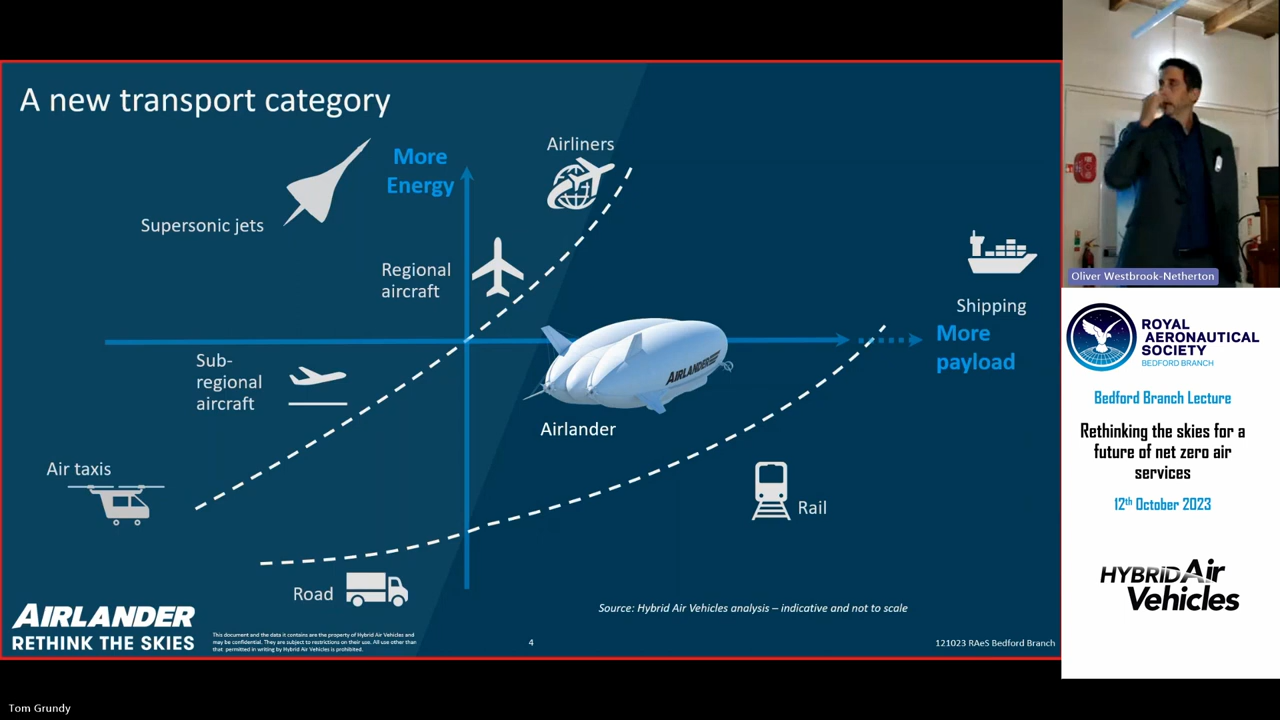 A new transport category
Airliners
More
Energy
Supersonic jets
Regional
aircraft
Shipping
More
payload
Sub-
regional
aircraft
AIRLANDER
Airlander
Air taxis
Rail
Road
Source: Hybrid Air Vehicles analysis – indicative and not to scale
AIRLANDER
RETHINK THE SKIES
This document and the data it contains are the property of Hybrid Air Vehicles and
may be confidential. They are subject to restrictions on their use. All use other than
that permitted in writing by Hybrid Air Vehicles is prohibited.
4
121023 RAeS Bedford Branch
Oliver Westbrook-Netherton
ROYAL
AERONAUTICAL
SOCIETY
BEDFORD BRANCH
Bedford Branch Lecture
Rethinking the skies for a
future of net zero air
services
12th October 2023
HYBRID Air
Vehicles
Tom Grundy